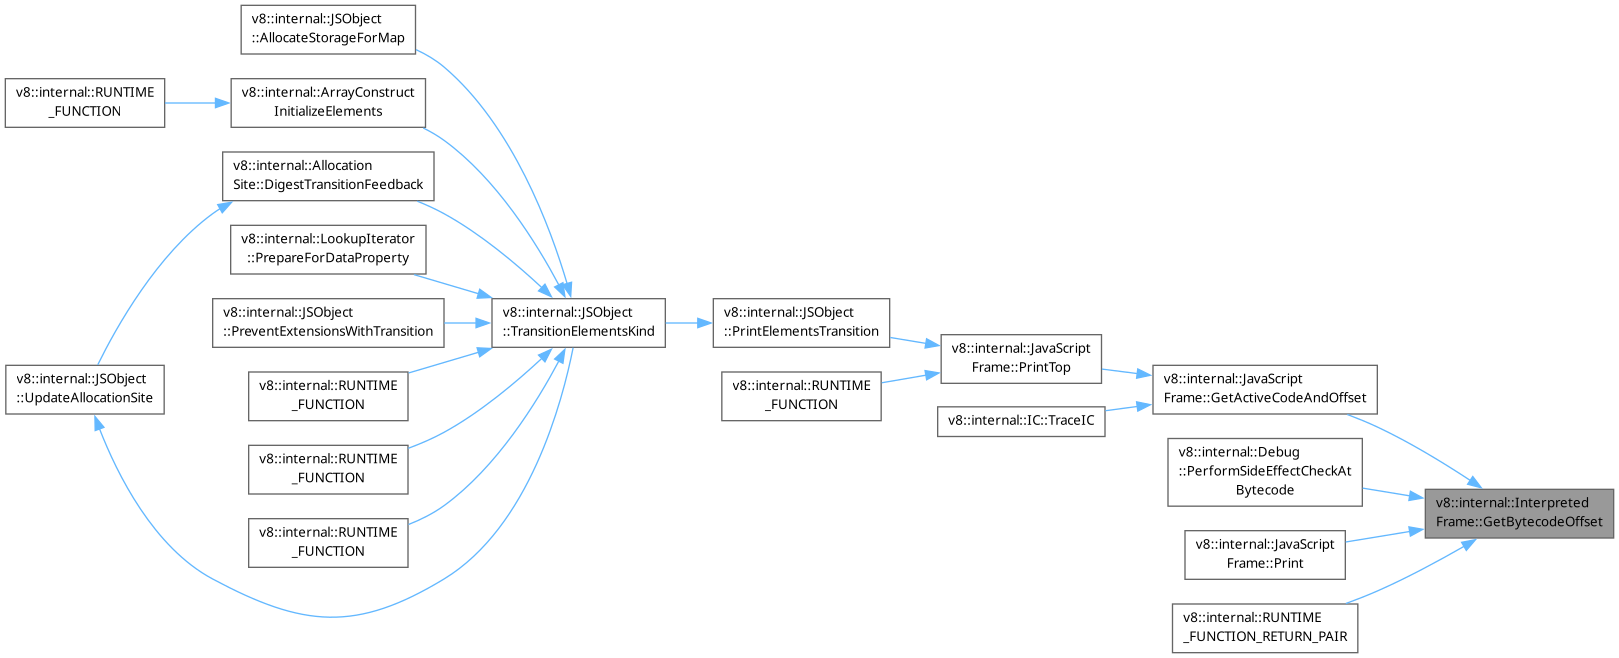 v8::internal::JSObject
::AllocateStorageForMap
v8::internal::RUNTIME
_FUNCTION
v8::internal::ArrayConstruct
InitializeElements
v8::internal::Allocation
Site::DigestTransitionFeedback
v8::internal::LookupIterator
::PrepareForDataProperty
v8::internal::JSObject
::PreventExtensionsWithTransition
v8::internal::JSObject
::TransitionElementsKind
v8::internal::JSObject
::PrintElementsTransition
v8::internal::JavaScript
Frame::PrintTop
v8::internal::JSObject
::UpdateAllocationSite
v8::internal::RUNTIME
_FUNCTION
v8::internal::RUNTIME
_FUNCTION
v8::internal::JavaScript
Frame::GetActiveCodeAndOffset
v8::internal::IC::TraceIC
v8::internal::RUNTIME
_FUNCTION
v8::internal::Debug
::PerformSideEffectCheckAt
Bytecode
v8::internal::Interpreted
Frame::GetBytecodeOffset
v8::internal::RUNTIME
_FUNCTION
v8::internal::JavaScript
Frame::Print
v8::internal::RUNTIME
_FUNCTION_RETURN_PAIR